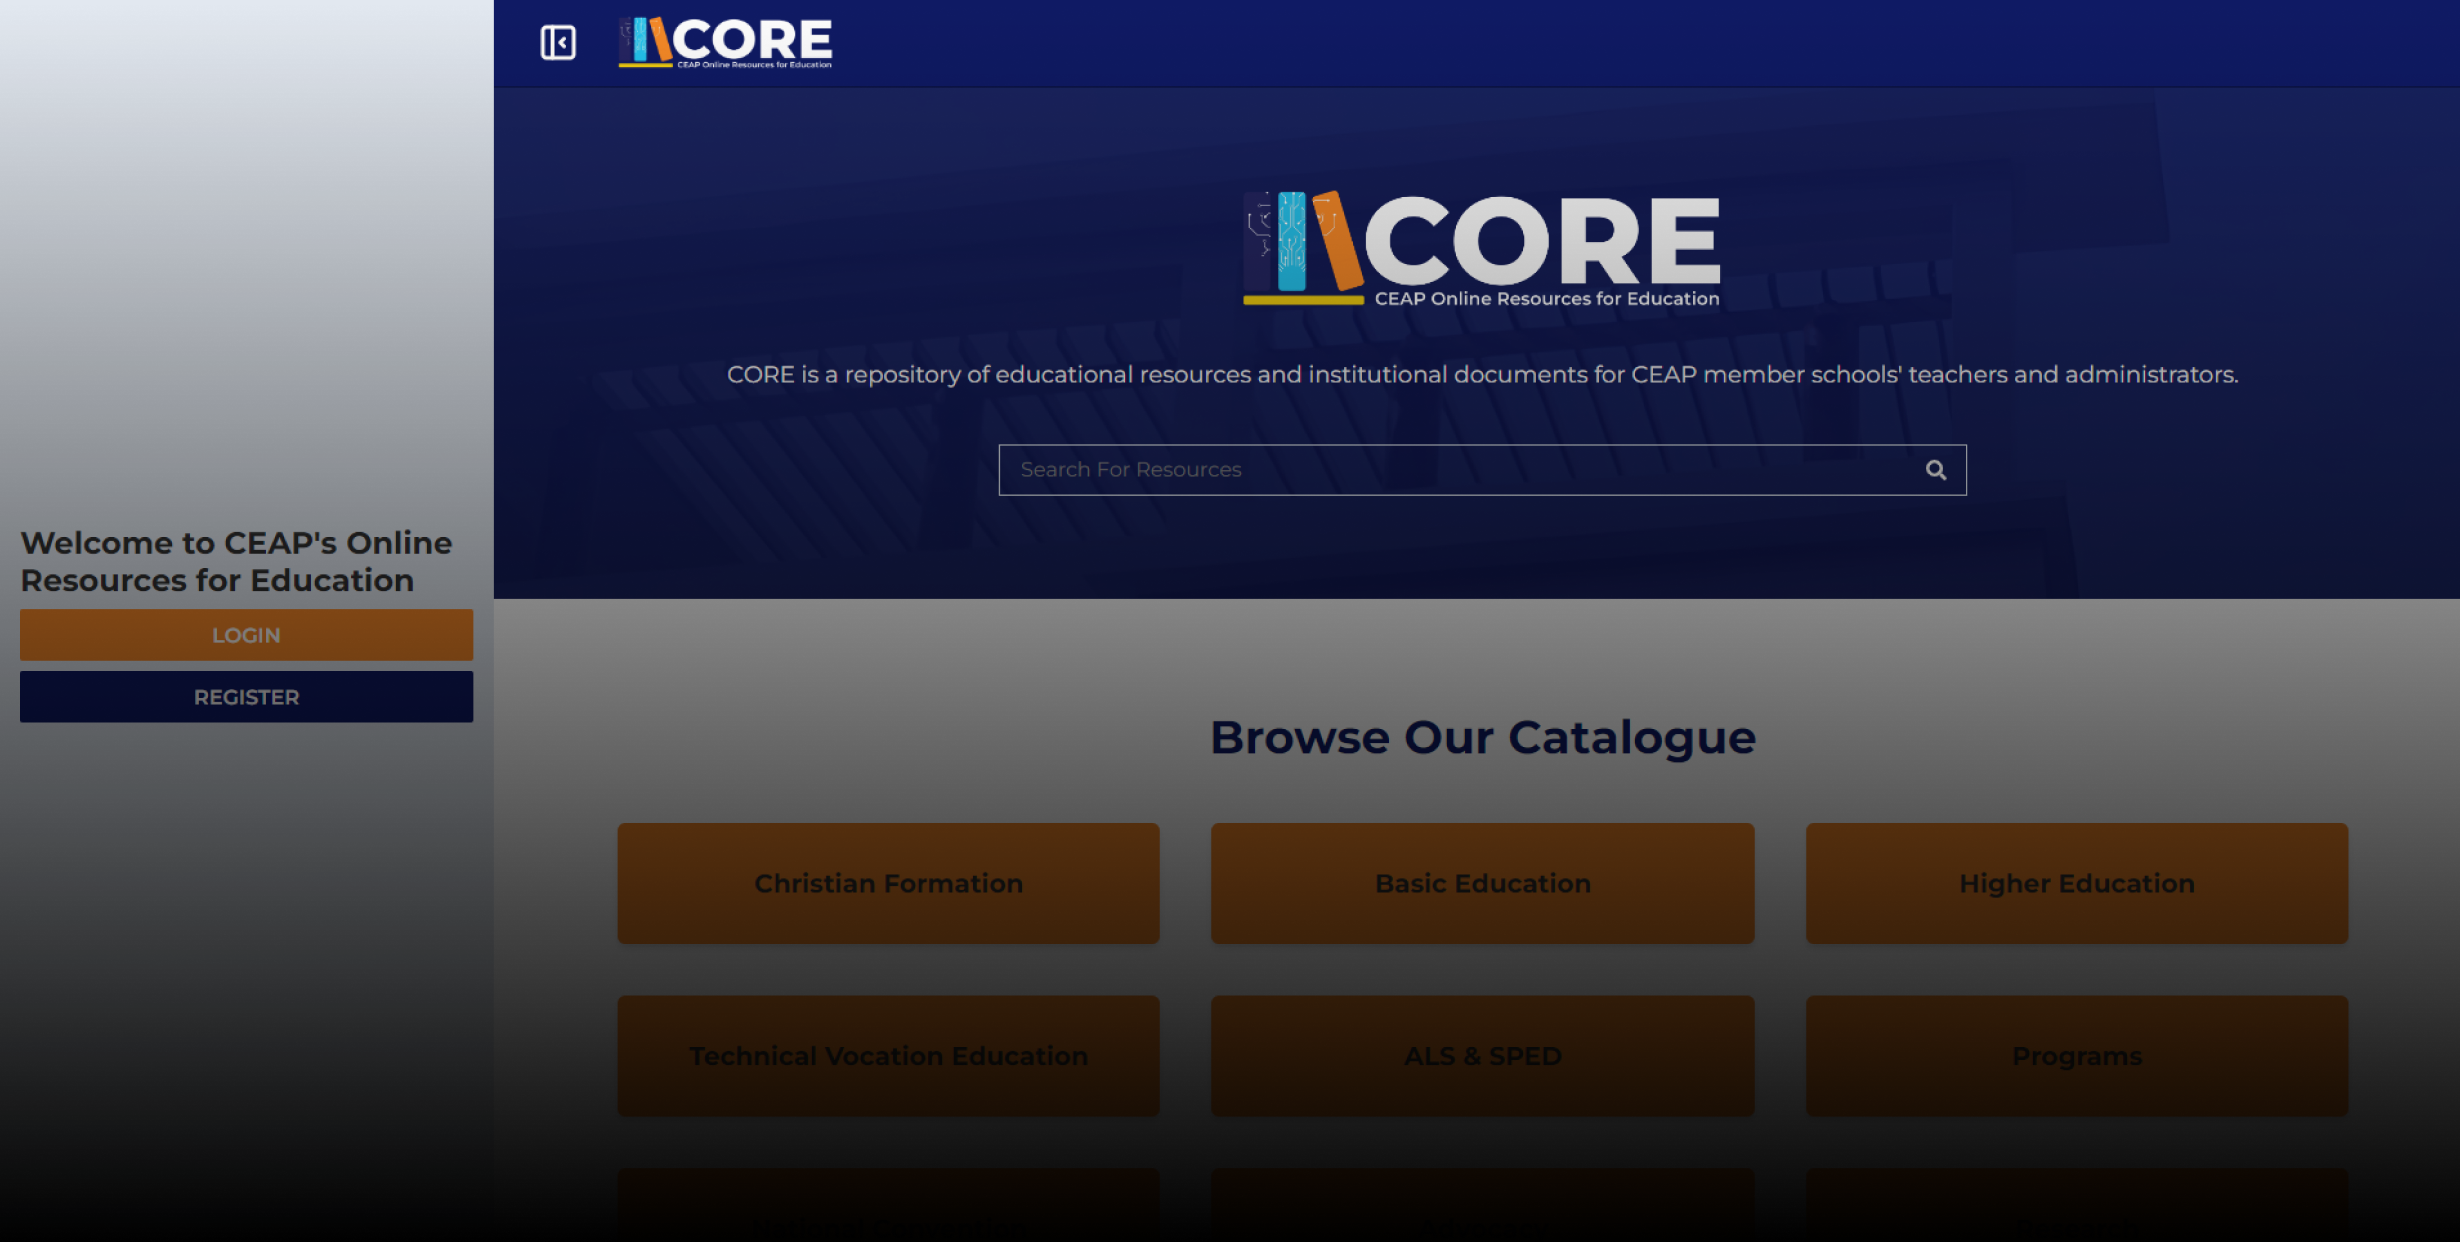 CORE
CEAP Online Resources for Education
CORE
CEAP Online Resources for Education
CORE is a repository of educational resources and institutional documents for CEAP member schools' teachers and administrators.
Search For Resources
Welcome to CEAP's Online
Resources for Education
LOGIN
REGISTER
Browse Our Catalogue
Christian Formation
Basic Education
Higher Education
Technical Vocation Education
ALS & SPED
Programs